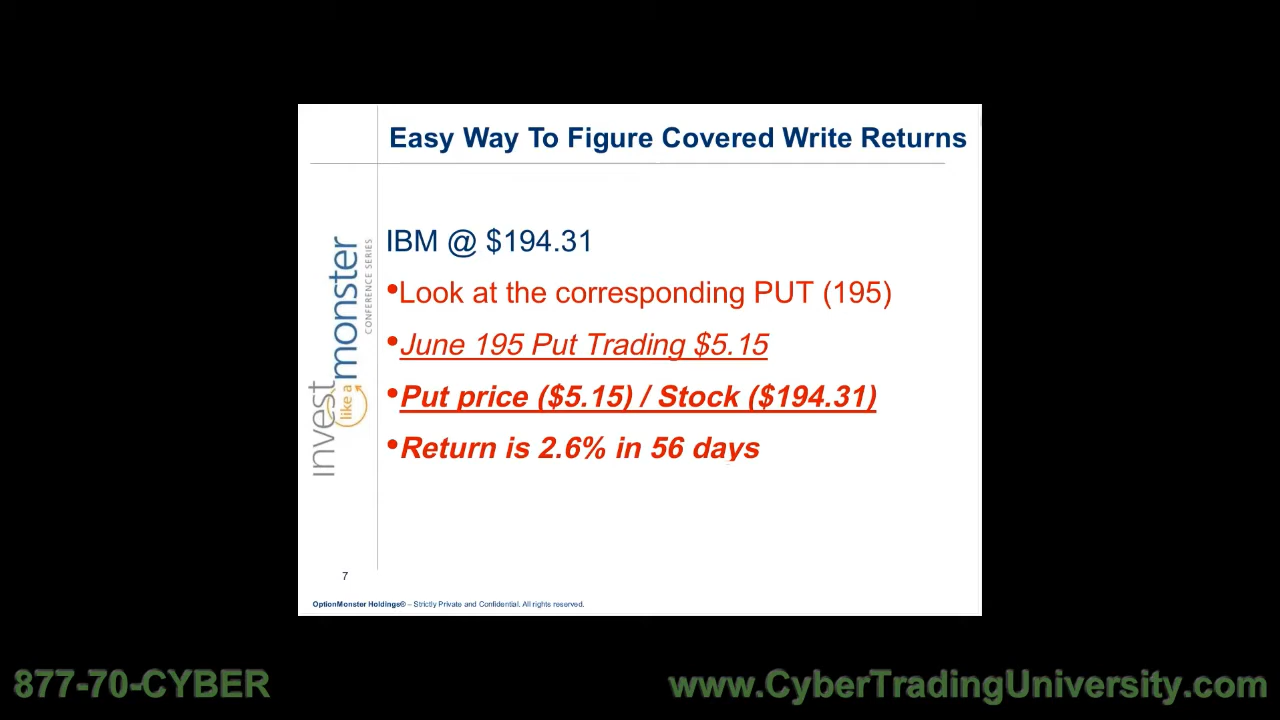 Easy Way To Figure Covered Write Returns
IBM @ $194.31
•Look at the corresponding PUT (195)
•June 195 Put Trading $5.15
•Put price ($5.15) / Stock ($194.31)
•Return is 2.6% in 56 days
invest like a monster
CONFERENCE SERIES
7
OptionMonster Holdings® – Strictly Private and Confidential. All rights reserved.
877-70-CYBER
www.CyberTradingUniversity.com